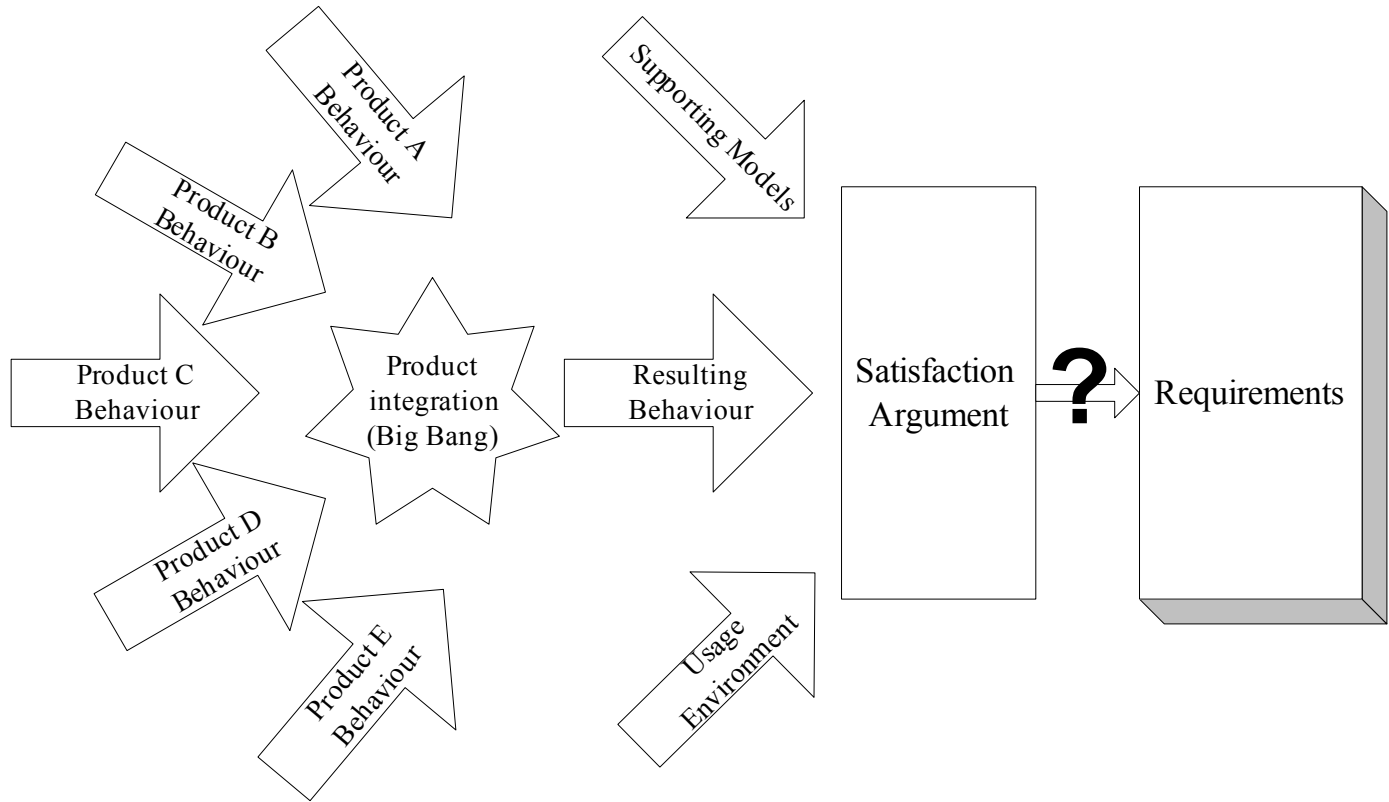 Product A
Behaviour
Product B
Behaviour
Product C
Behaviour
Product D
Behaviour
Product E
Behaviour
Product
integration
(Big Bang)
Supporting Models
Resulting
Behaviour
Usage
Environment
Satisfaction
Argument
?
Requirements